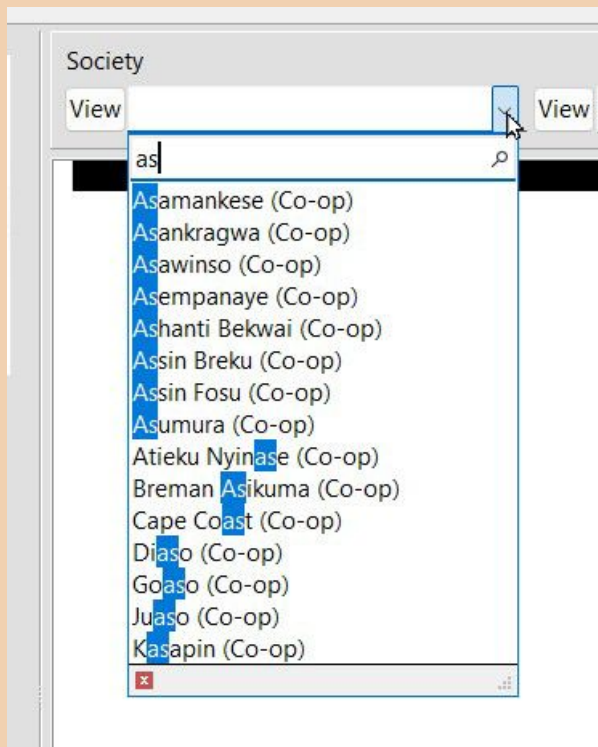 Society
View
View
as
Asamankese (Co-op)
Asankragwa (Co-op)
Asawinso (Co-op)
Asempanaye (Co-op)
Ashanti Bekwai (Co-op)
Assin Breku (Co-op)
Assin Fosu (Co-op)
Asumura (Co-op)
Atieku Nyinase (Co-op)
Breman Asikuma (Co-op)
Cape Coast (Co-op)
Diaso (Co-op)
Goaso (Co-op)
Juaso (Co-op)
Kasapin (Co-op)